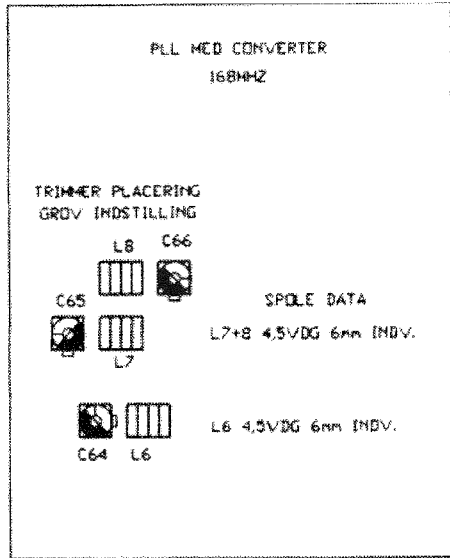 PLL MED CONVERTER
168MHZ
TRIMMER PLACERING
GROV INDSTILLING
L8
C66
C65
SPOLE DATA
L7+8 4,5VDG 6mm INDV.
L7
L6 4,5VDG 6mm INDV.
C64
L6